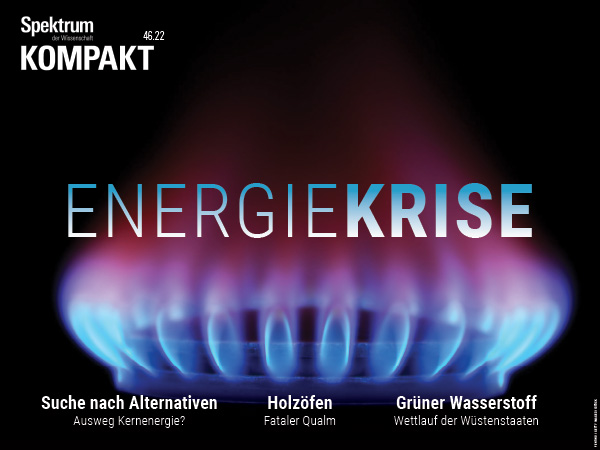 Spektrum
der Wissenschaft
46.22
KOMPAKT
ENERGIEKRISE
Suche nach Alternativen
Ausweg Kernenergie?
Holzöfen
Fataler Qualm
Grüner Wasserstoff
Wettlauf der Wüstenstaaten